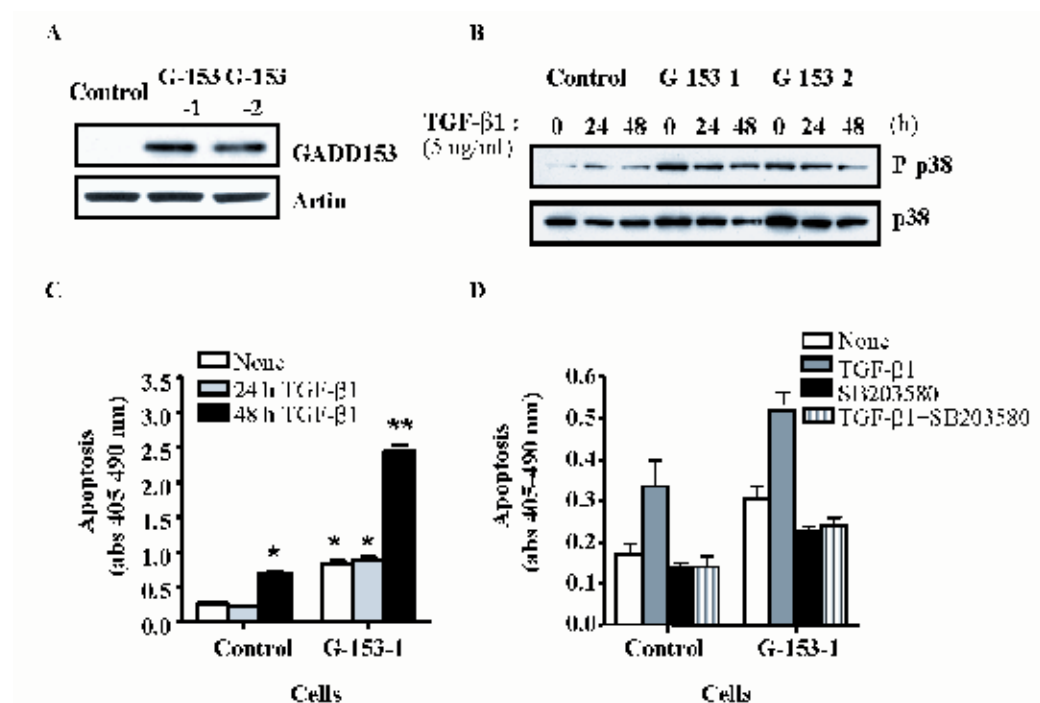 A
Control
G-153 G-153
-1 -2
GADD153
Actin
B
Control G 153 1 G 153 2
TGF-β1 : 0 24 48 0 24 48 0 24 48 (h)
(5 ng/ml)
P p38
p38
C
None
24 h TGF-β1
48 h TGF-β1
Apoptosis
(abs 405 490 nm)
3.5
3.0
2.5
2.0
1.5
1.0
0.5
0.0
* * * **
Control G-153-1
Cells
D
None
TGF-β1
SB203580
TGF-β1+SB203580
Apoptosis
(abs 405-490 nm)
0.6
0.5
0.4
0.3
0.2
0.1
0.0
Control G-153-1
Cells